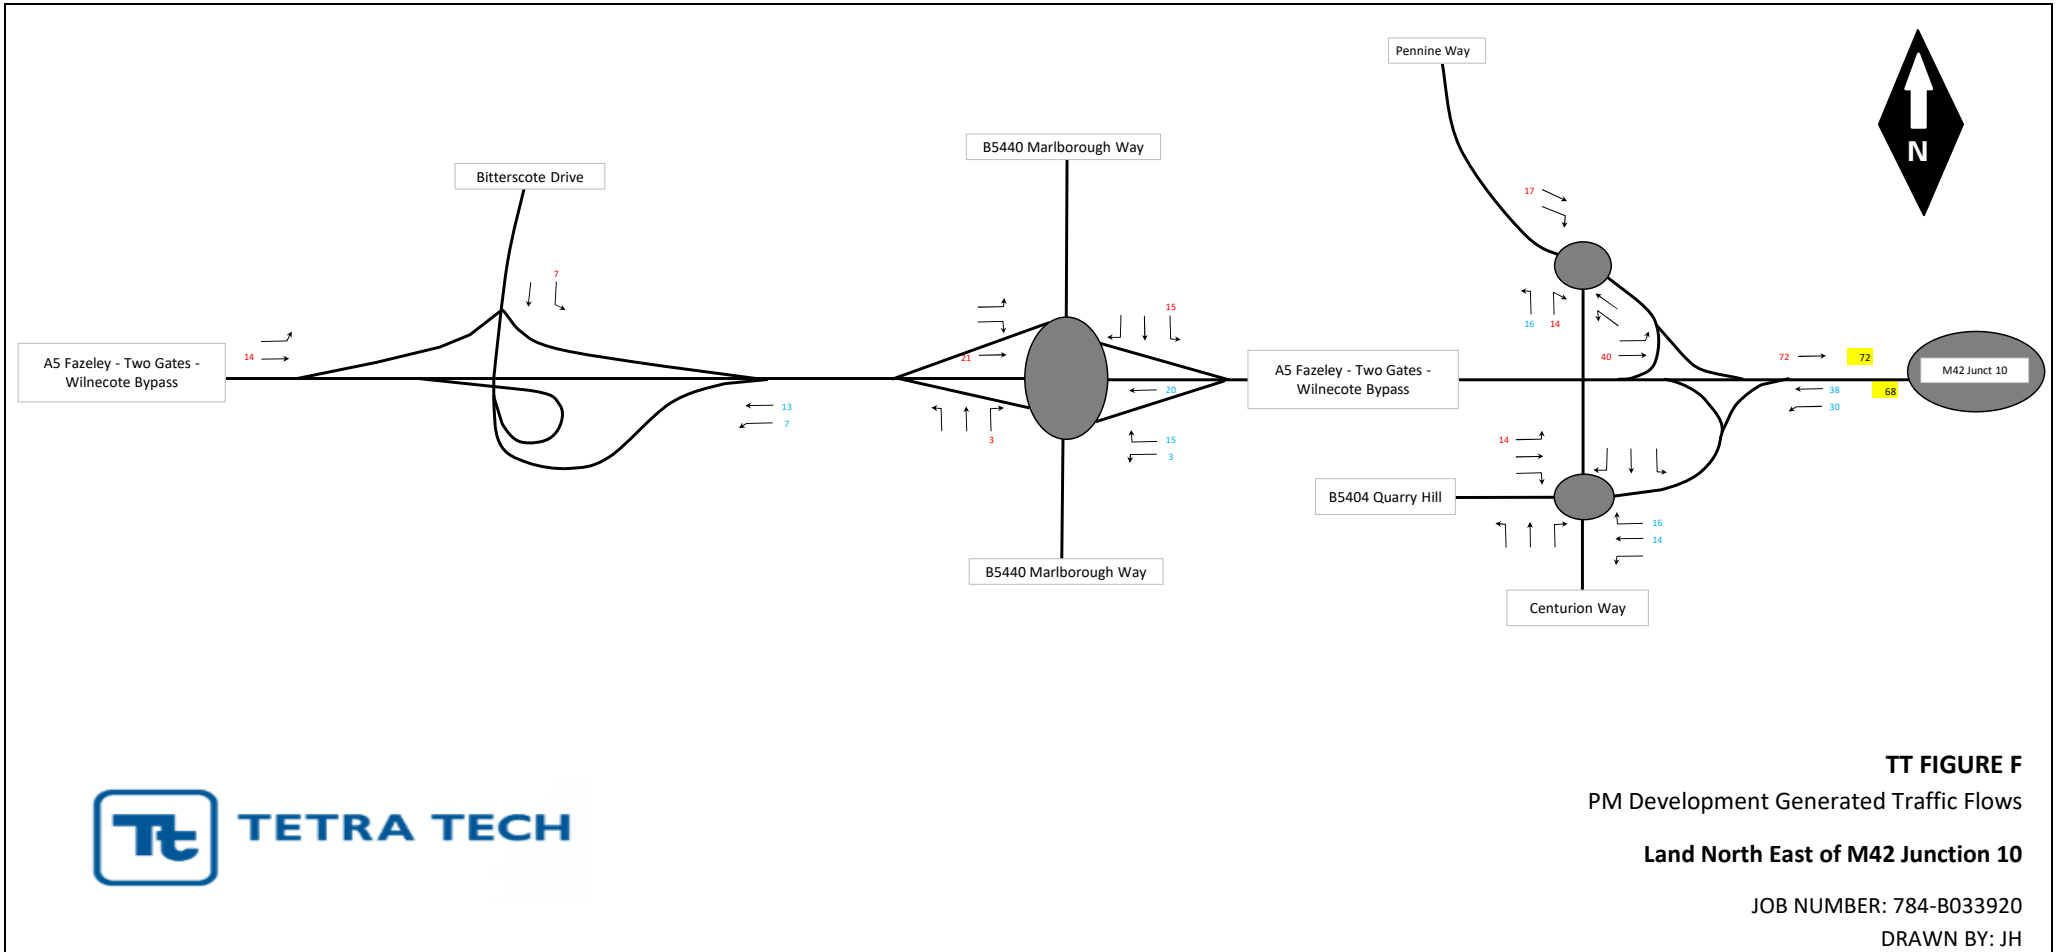 Pennine Way
B5440 Marlborough Way
Bitterscote Drive
N
17
7
15
16 14
14
A5 Fazeley - Two Gates -
Wilnecote Bypass
21
A5 Fazeley - Two Gates -
Wilnecote Bypass
40
72
72
M42 Junct 10
20
38
68
13
30
7
3
15
3
14
B5404 Quarry Hill
16
14
B5440 Marlborough Way
Centurion Way
TT FIGURE F
PM Development Generated Traffic Flows
Land North East of M42 Junction 10
JOB NUMBER: 784-B033920
DRAWN BY: JH
Tt TETRA TECH